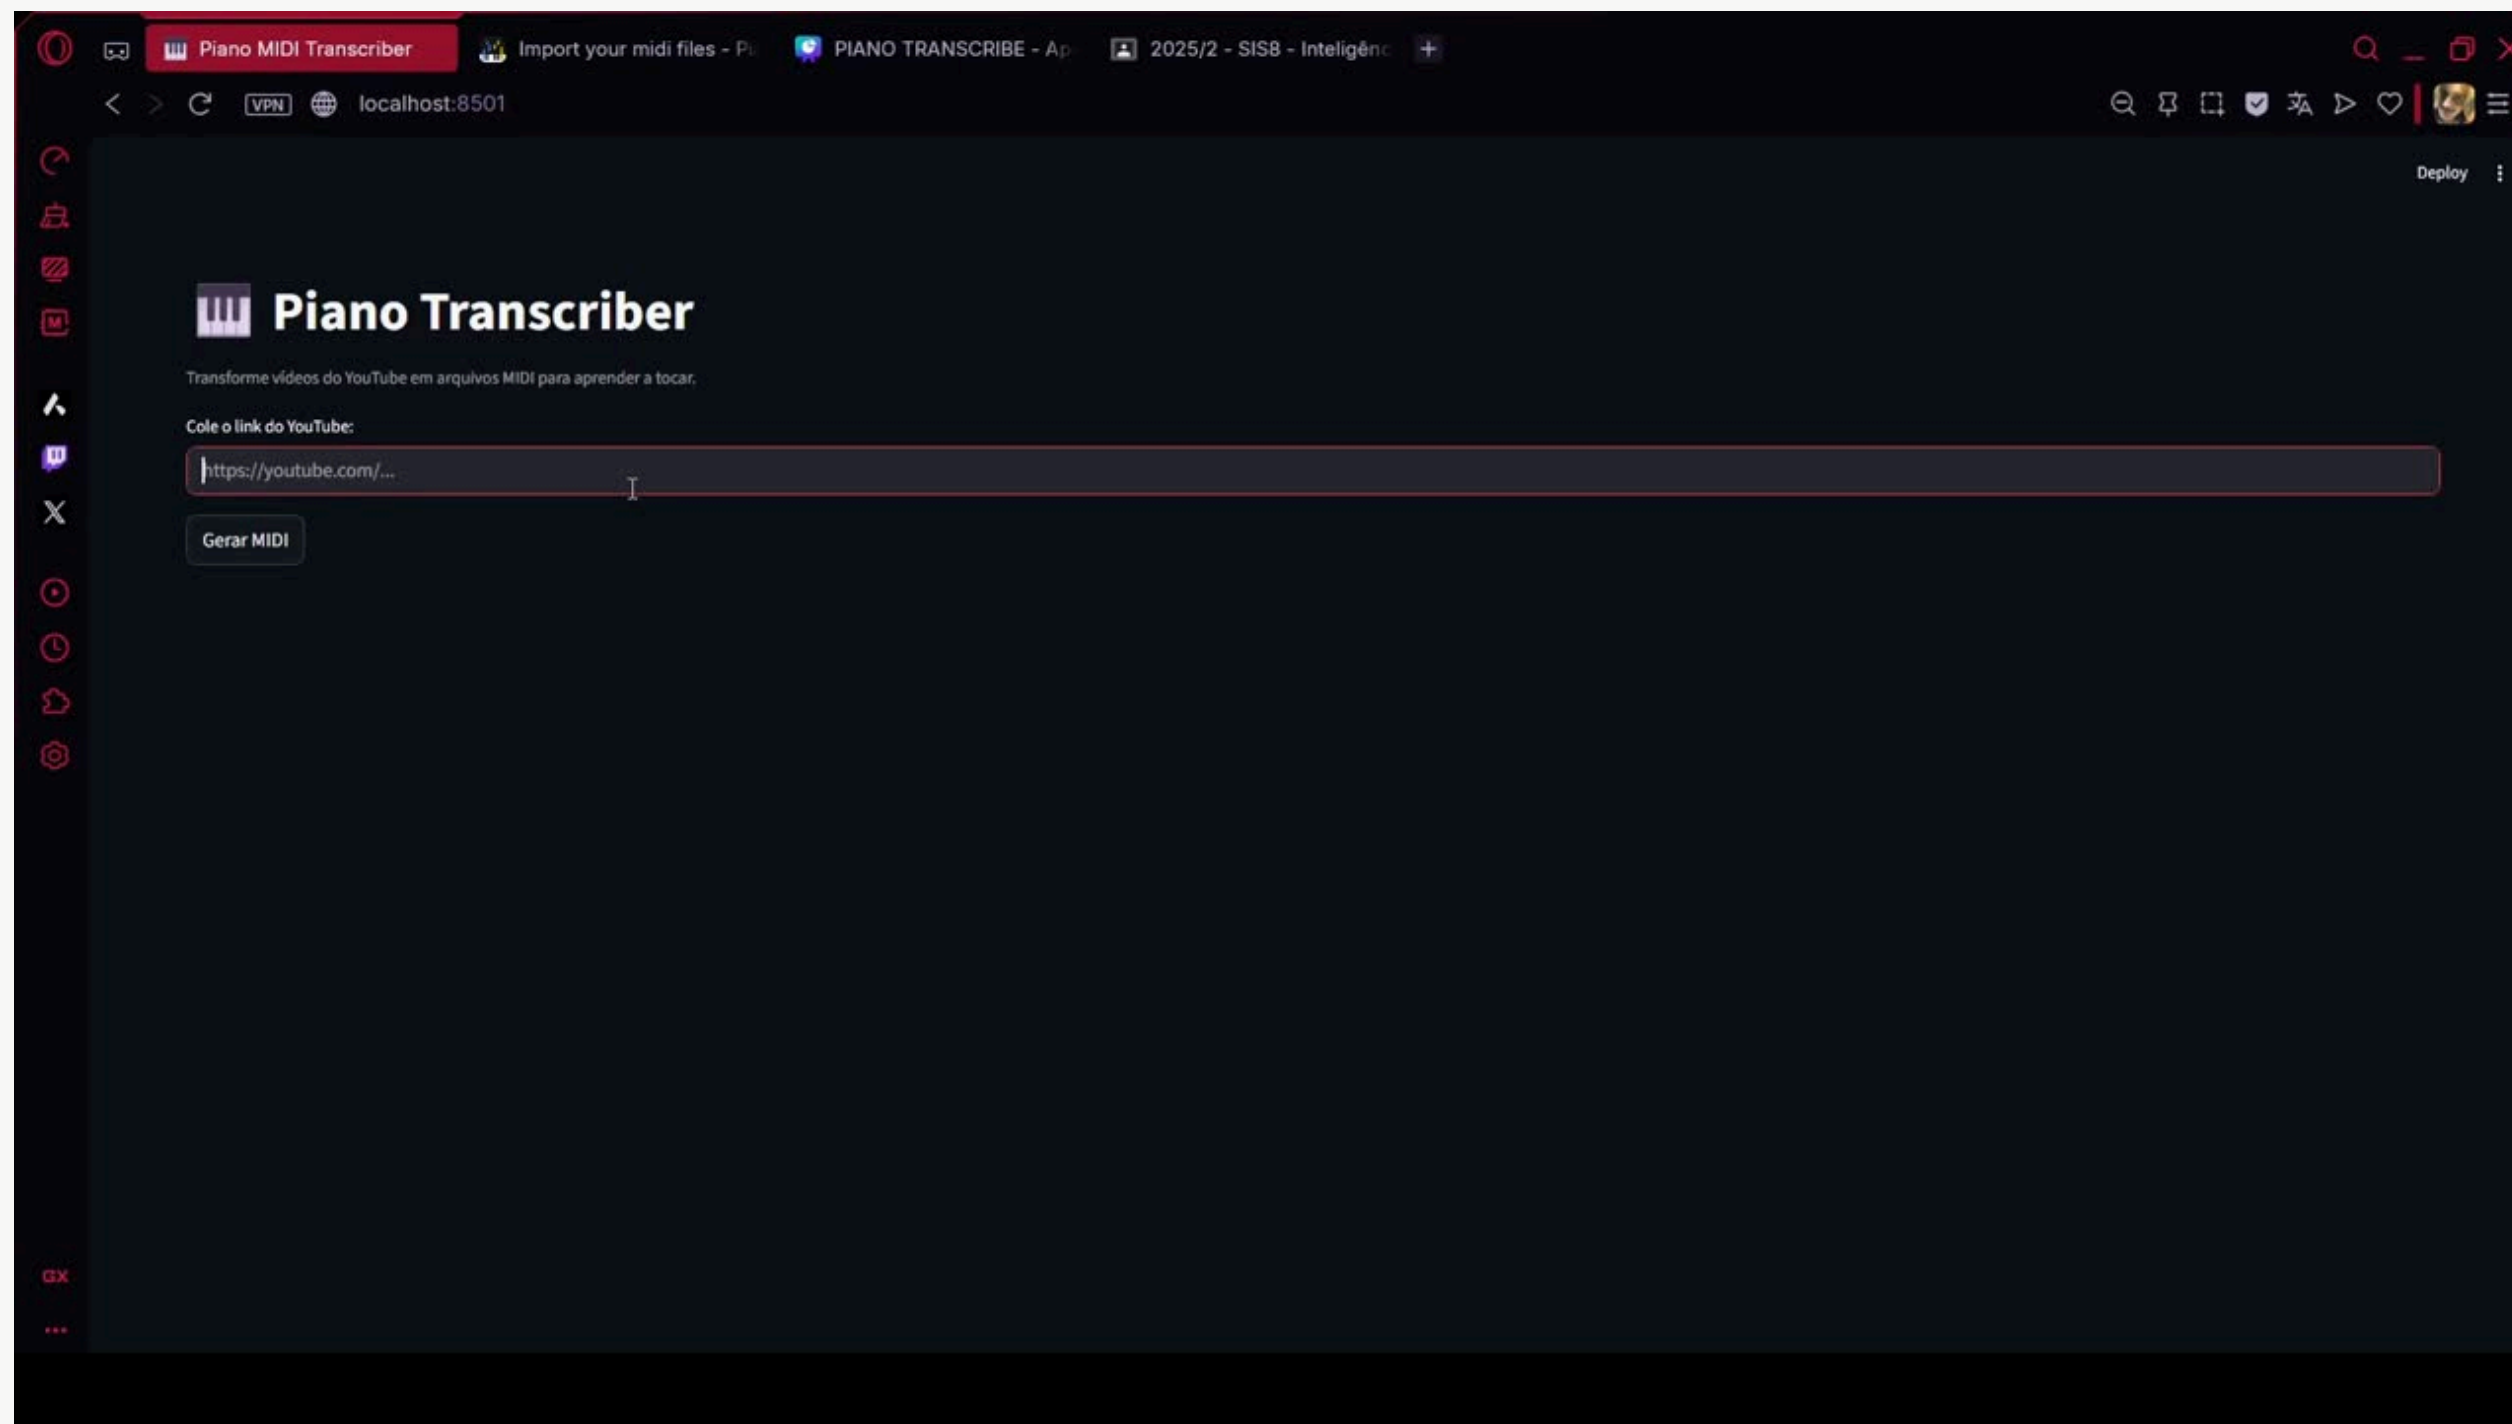 Piano MIDI Transcriber
Import your midi files - P
PIANO TRANSCRIBE - Ap
2025/2 - SIS8 - Inteligênc
VPN
localhost:8501
Deploy
Piano Transcriber
Transforme vídeos do YouTube em arquivos MIDI para aprender a tocar.
Cole o link do YouTube:
https://youtube.com/...
Gerar MIDI
GX